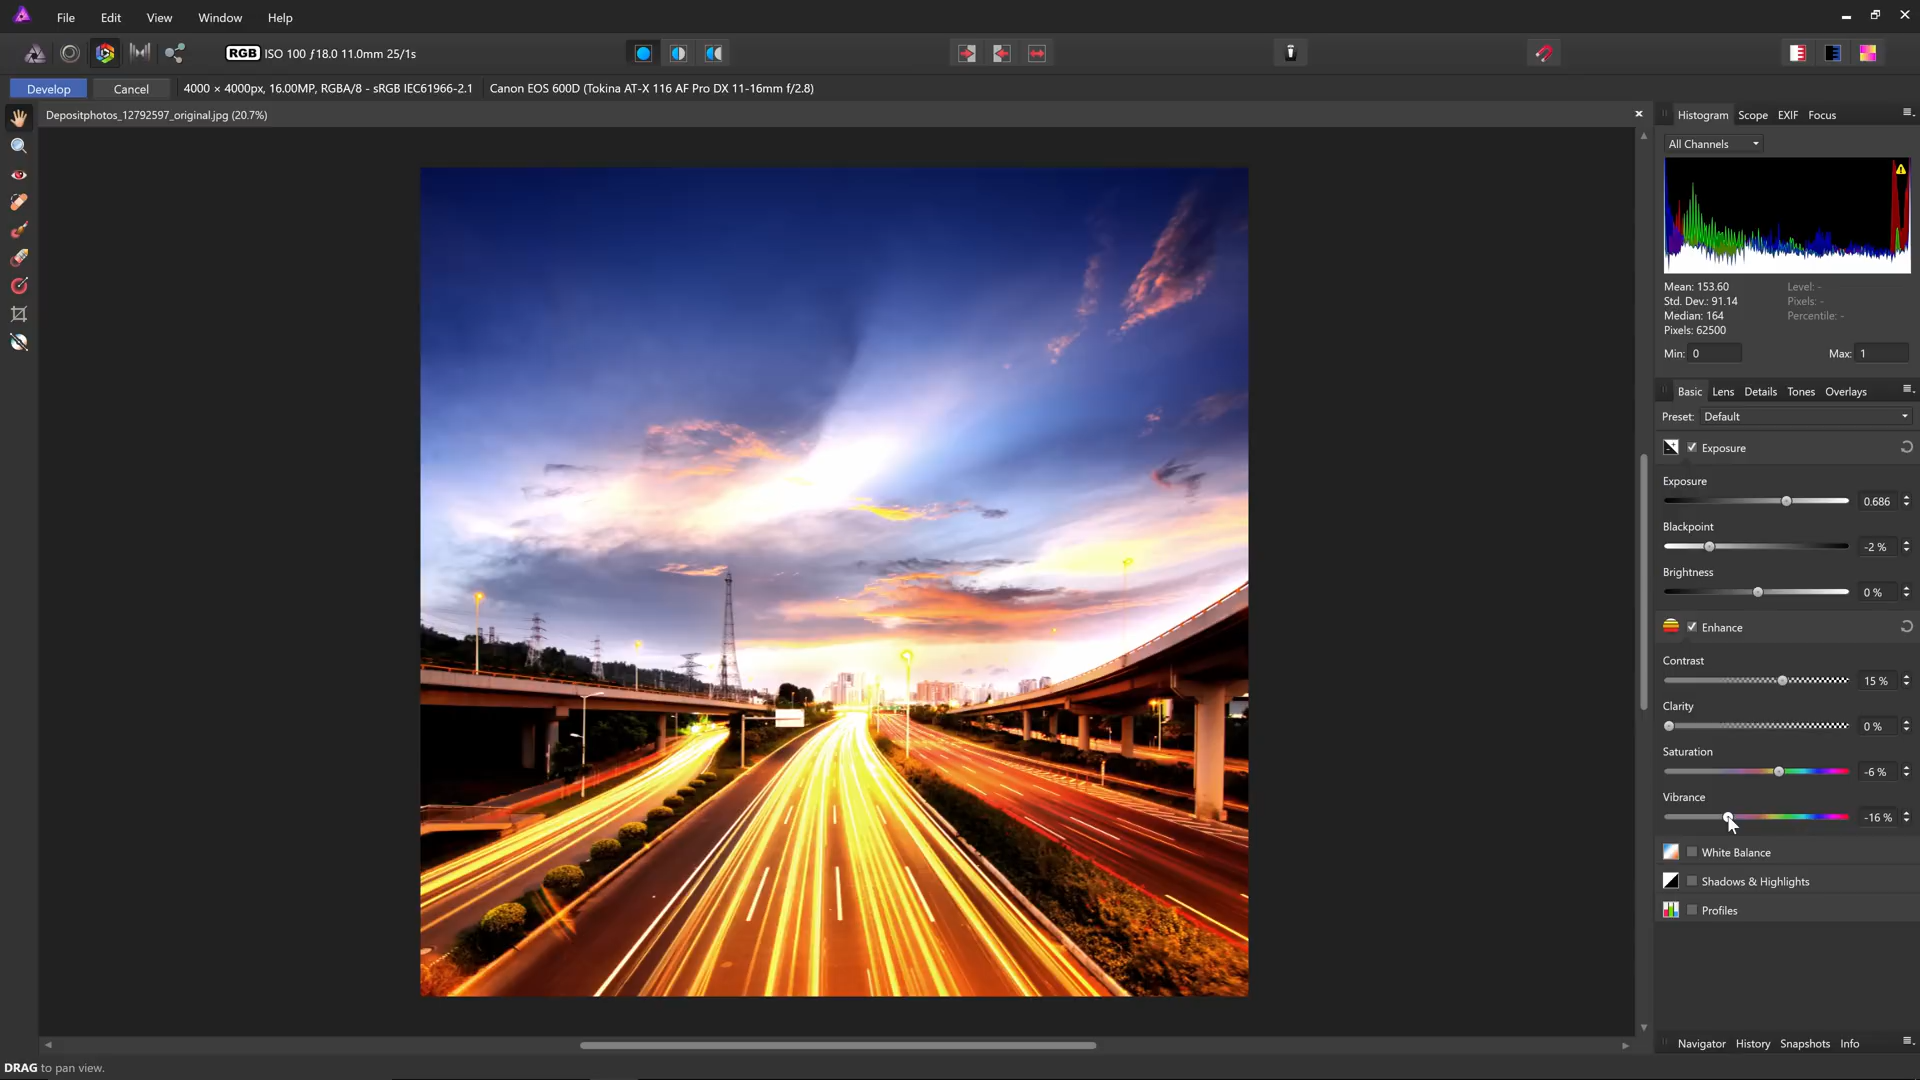 File Edit View Window Help
RGB ISO 100 ƒ/18.0 11.0mm 25/1s
Develop Cancel 4000 × 4000px, 16.00MP, RGBA/8 - sRGB IEC61966-2.1 Canon EOS 600D (Tokina AT-X 116 AF Pro DX 11-16mm f/2.8)
Depositphotos_12792597_original.jpg (20.7%)
Histogram Scope EXIF Focus
All Channels
Mean: 153.60 Level: -
Std. Dev.: 91.14 Pixels: -
Median: 164 Percentile: -
Pixels: 62500
Min: 0 Max: 1
Basic Lens Details Tones Overlays
Preset: Default
Exposure
Exposure
0.686
Blackpoint
-2 %
Brightness
0 %
Enhance
Contrast
15 %
Clarity
0 %
Saturation
-6 %
Vibrance
-16 %
White Balance
Shadows & Highlights
Profiles
Navigator History Snapshots Info
DRAG to pan view.